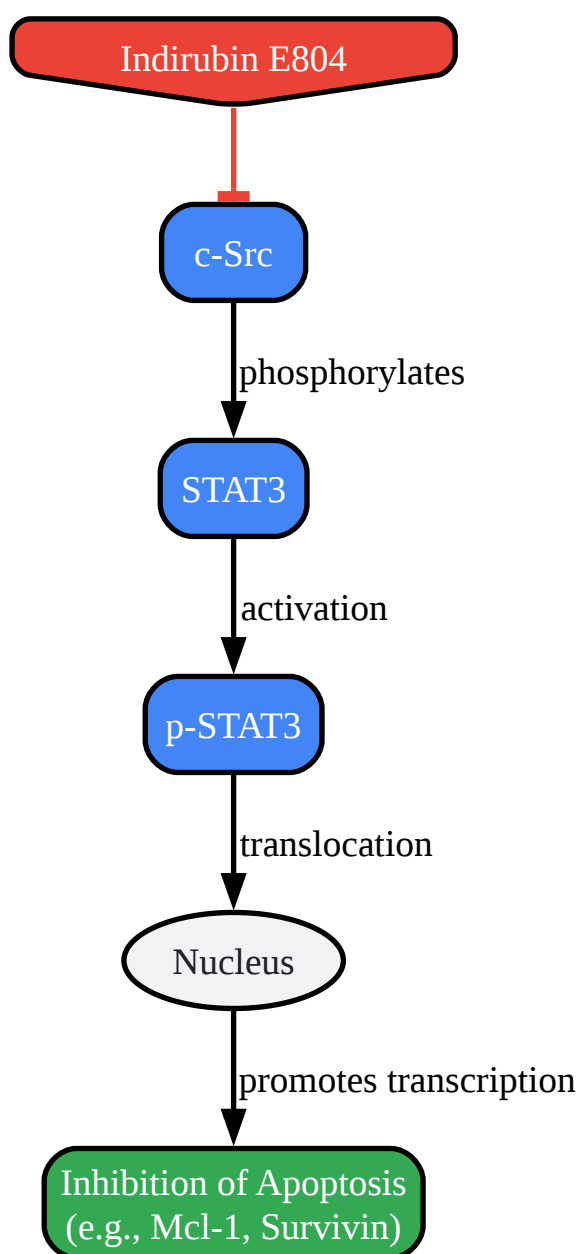 Indirubin E804
c-Src
phosphorylates
STAT3
activation
p-STAT3
translocation
Nucleus
promotes transcription
Inhibition of Apoptosis
(e.g., Mcl-1, Survivin)